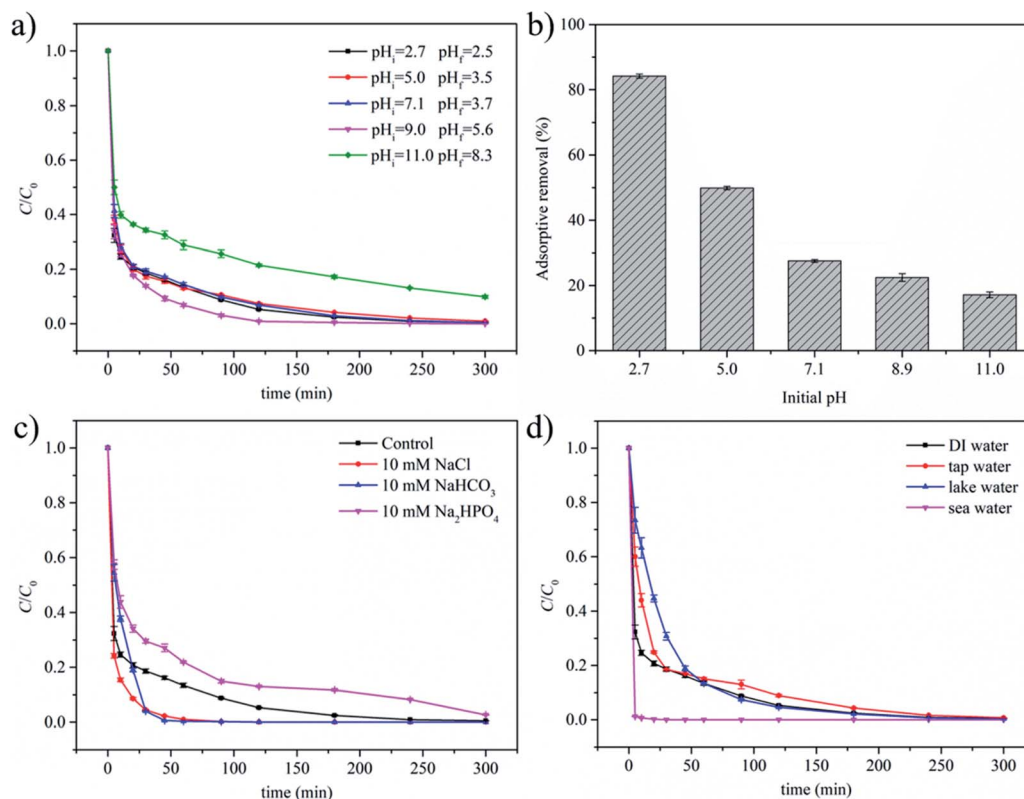 a)
1.0
0.8
0.6
0.4
0.2
0.0
C/C₀
pHᵢ=2.7 pH_f=2.5
pHᵢ=5.0 pH_f=3.5
pHᵢ=7.1 pH_f=3.7
pHᵢ=9.0 pH_f=5.6
pHᵢ=11.0 pH_f=8.3
0 50 100 150 200 250 300
time (min)
b)
100
80
60
40
20
0
Adsorptive removal (%)
2.7 5.0 7.1 8.9 11.0
Initial pH
c)
1.0
0.8
0.6
0.4
0.2
0.0
C/C₀
Control
10 mM NaCl
10 mM NaHCO₃
10 mM Na₂HPO₄
0 50 100 150 200 250 300
time (min)
d)
1.0
0.8
0.6
0.4
0.2
0.0
C/C₀
DI water
tap water
lake water
sea water
0 50 100 150 200 250 300
time (min)